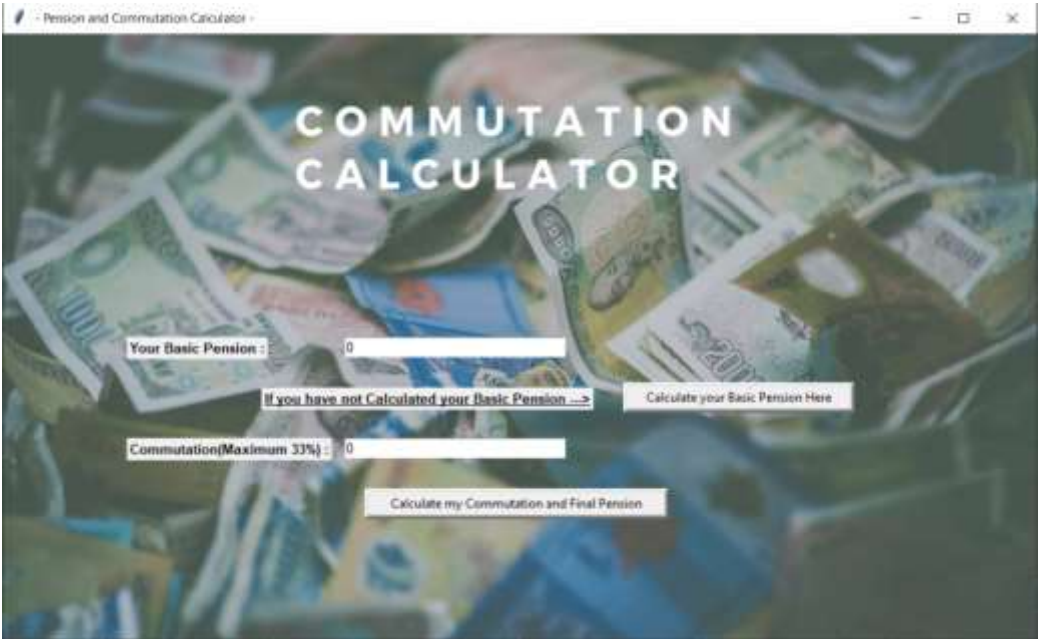 - Pension and Commutation Calculator -
COMMUTATION
CALCULATOR
Your Basic Pension : 0
If you have not Calculated your Basic Pension ---> Calculate your Basic Pension Here
Commutation(Maximum 33%) : 0
Calculate my Commutation and Final Pension